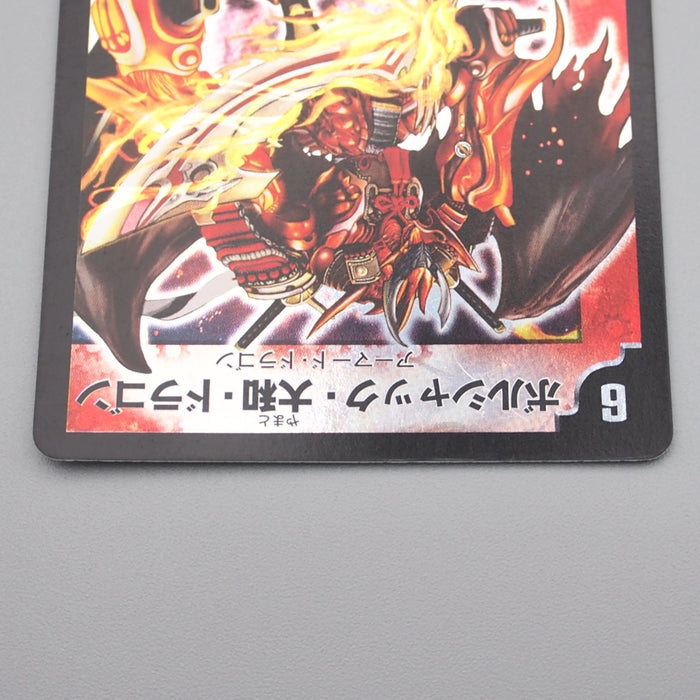 6
やまと
ボルシャック・大和・ドラゴン
アーマード・ドラゴン